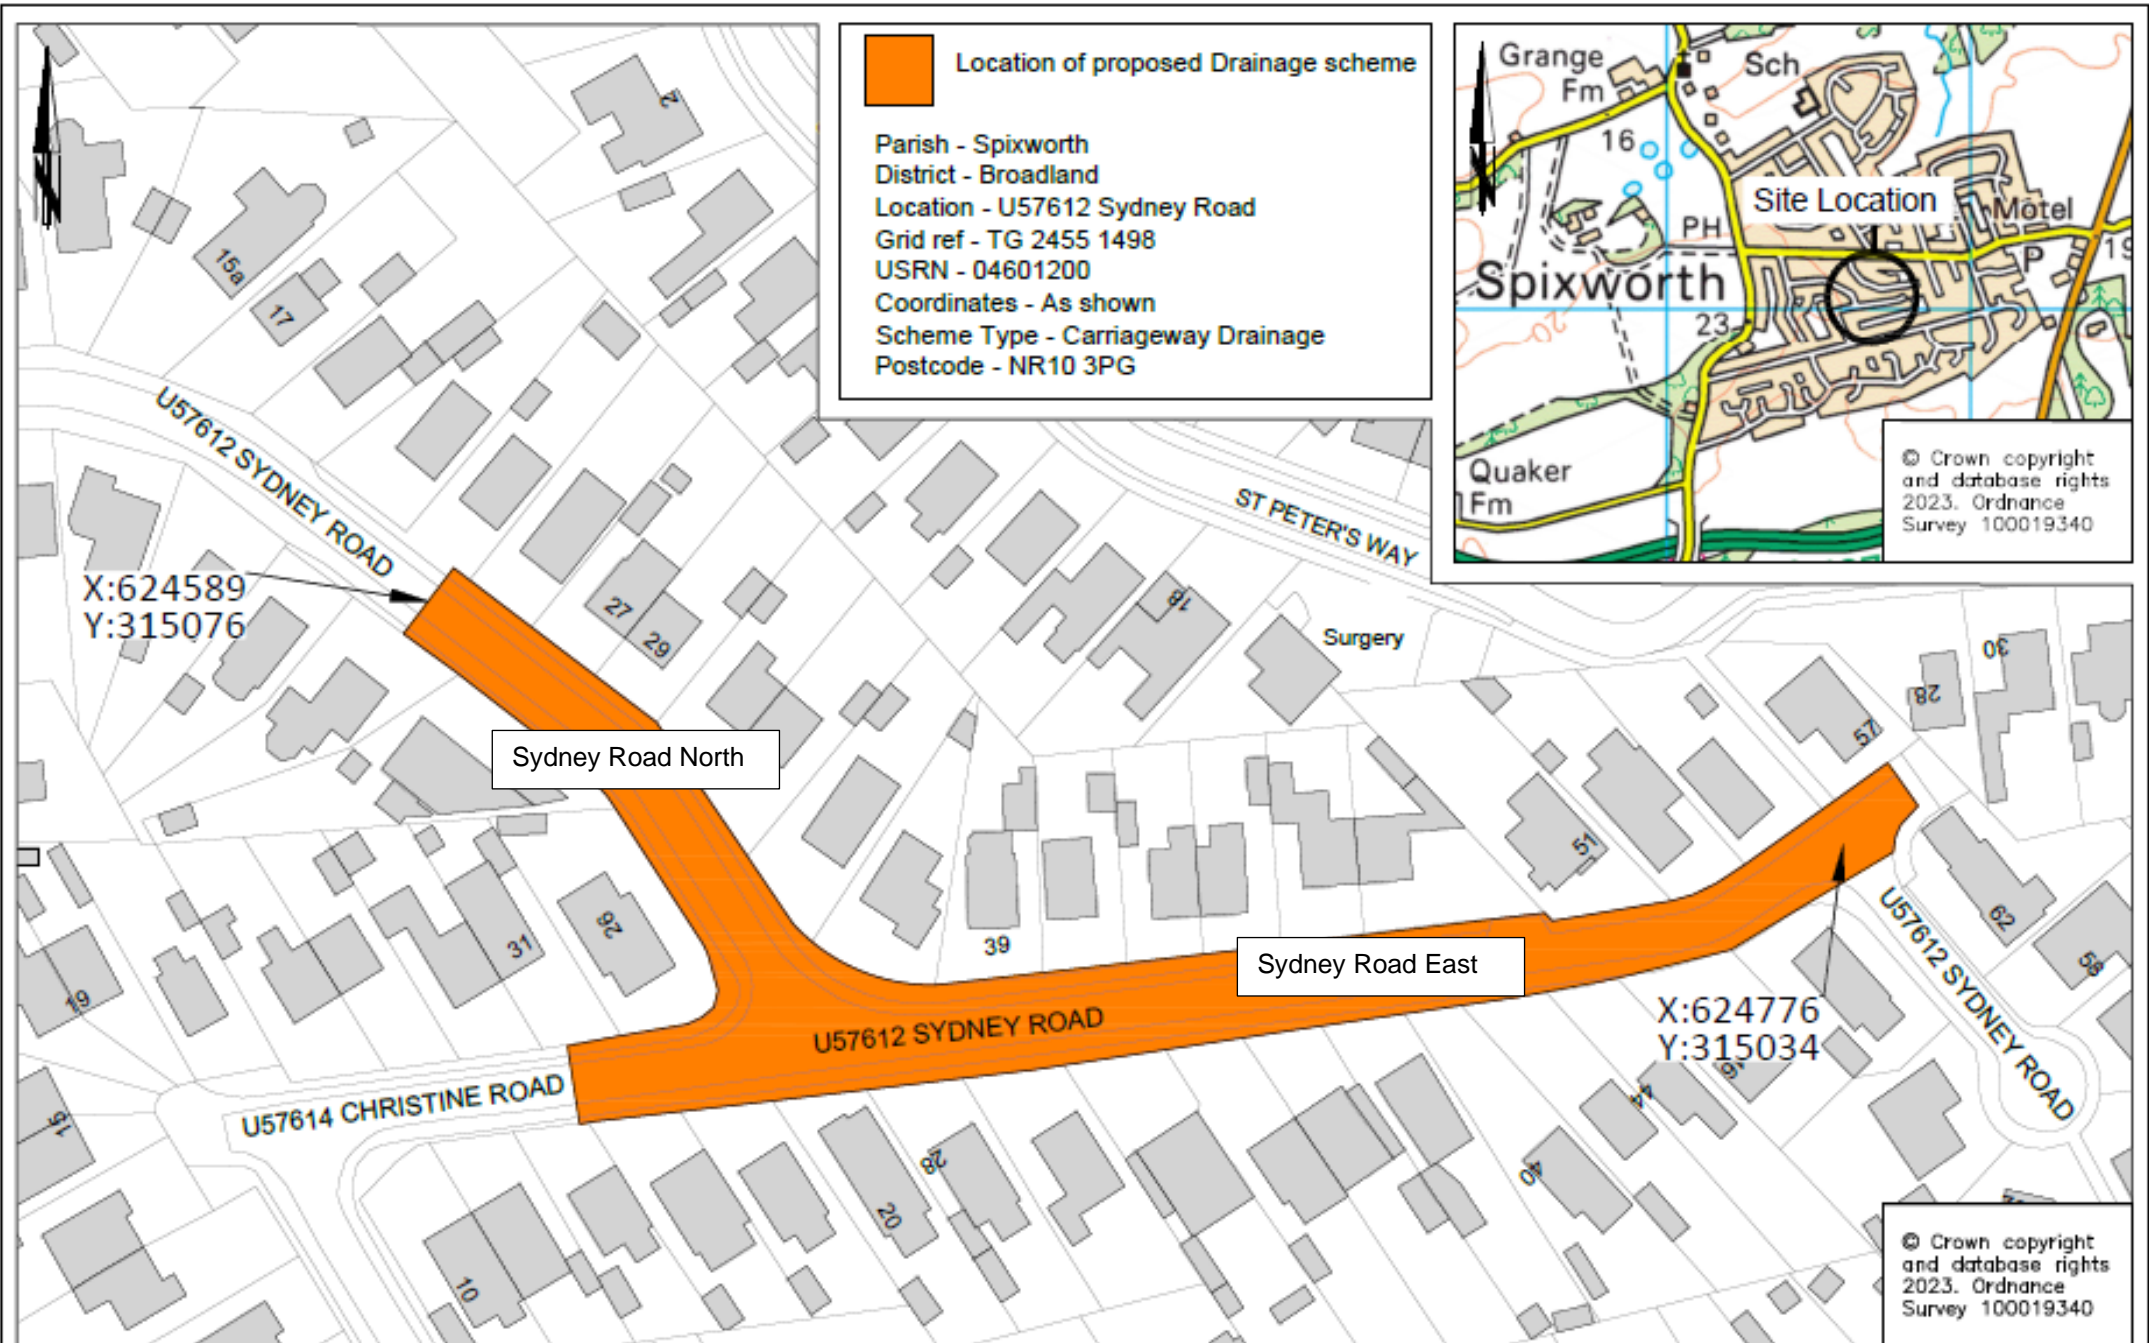 Location of proposed Drainage scheme
Parish - Spixworth
District - Broadland
Location - U57612 Sydney Road
Grid ref - TG 2455 1498
USRN - 04601200
Coordinates - As shown
Scheme Type - Carriageway Drainage
Postcode - NR10 3PG
Grange
Fm
Sch
16
Site Location
PH
Motel
P
19
Spixworth
20
23
Quaker
Fm
© Crown copyright
and database rights
2023. Ordnance
Survey 100019340
2
15a
17
U57612 SYDNEY ROAD
ST PETER'S WAY
X:624589
Y:315076
27
29
18
Surgery
30
28
57
Sydney Road North
51
62
58
31
26
39
19
Sydney Road East
U57612 SYDNEY ROAD
U57612 SYDNEY ROAD
X:624776
Y:315034
U57614 CHRISTINE ROAD
15
44
28
40
20
10
© Crown copyright
and database rights
2023. Ordnance
Survey 100019340